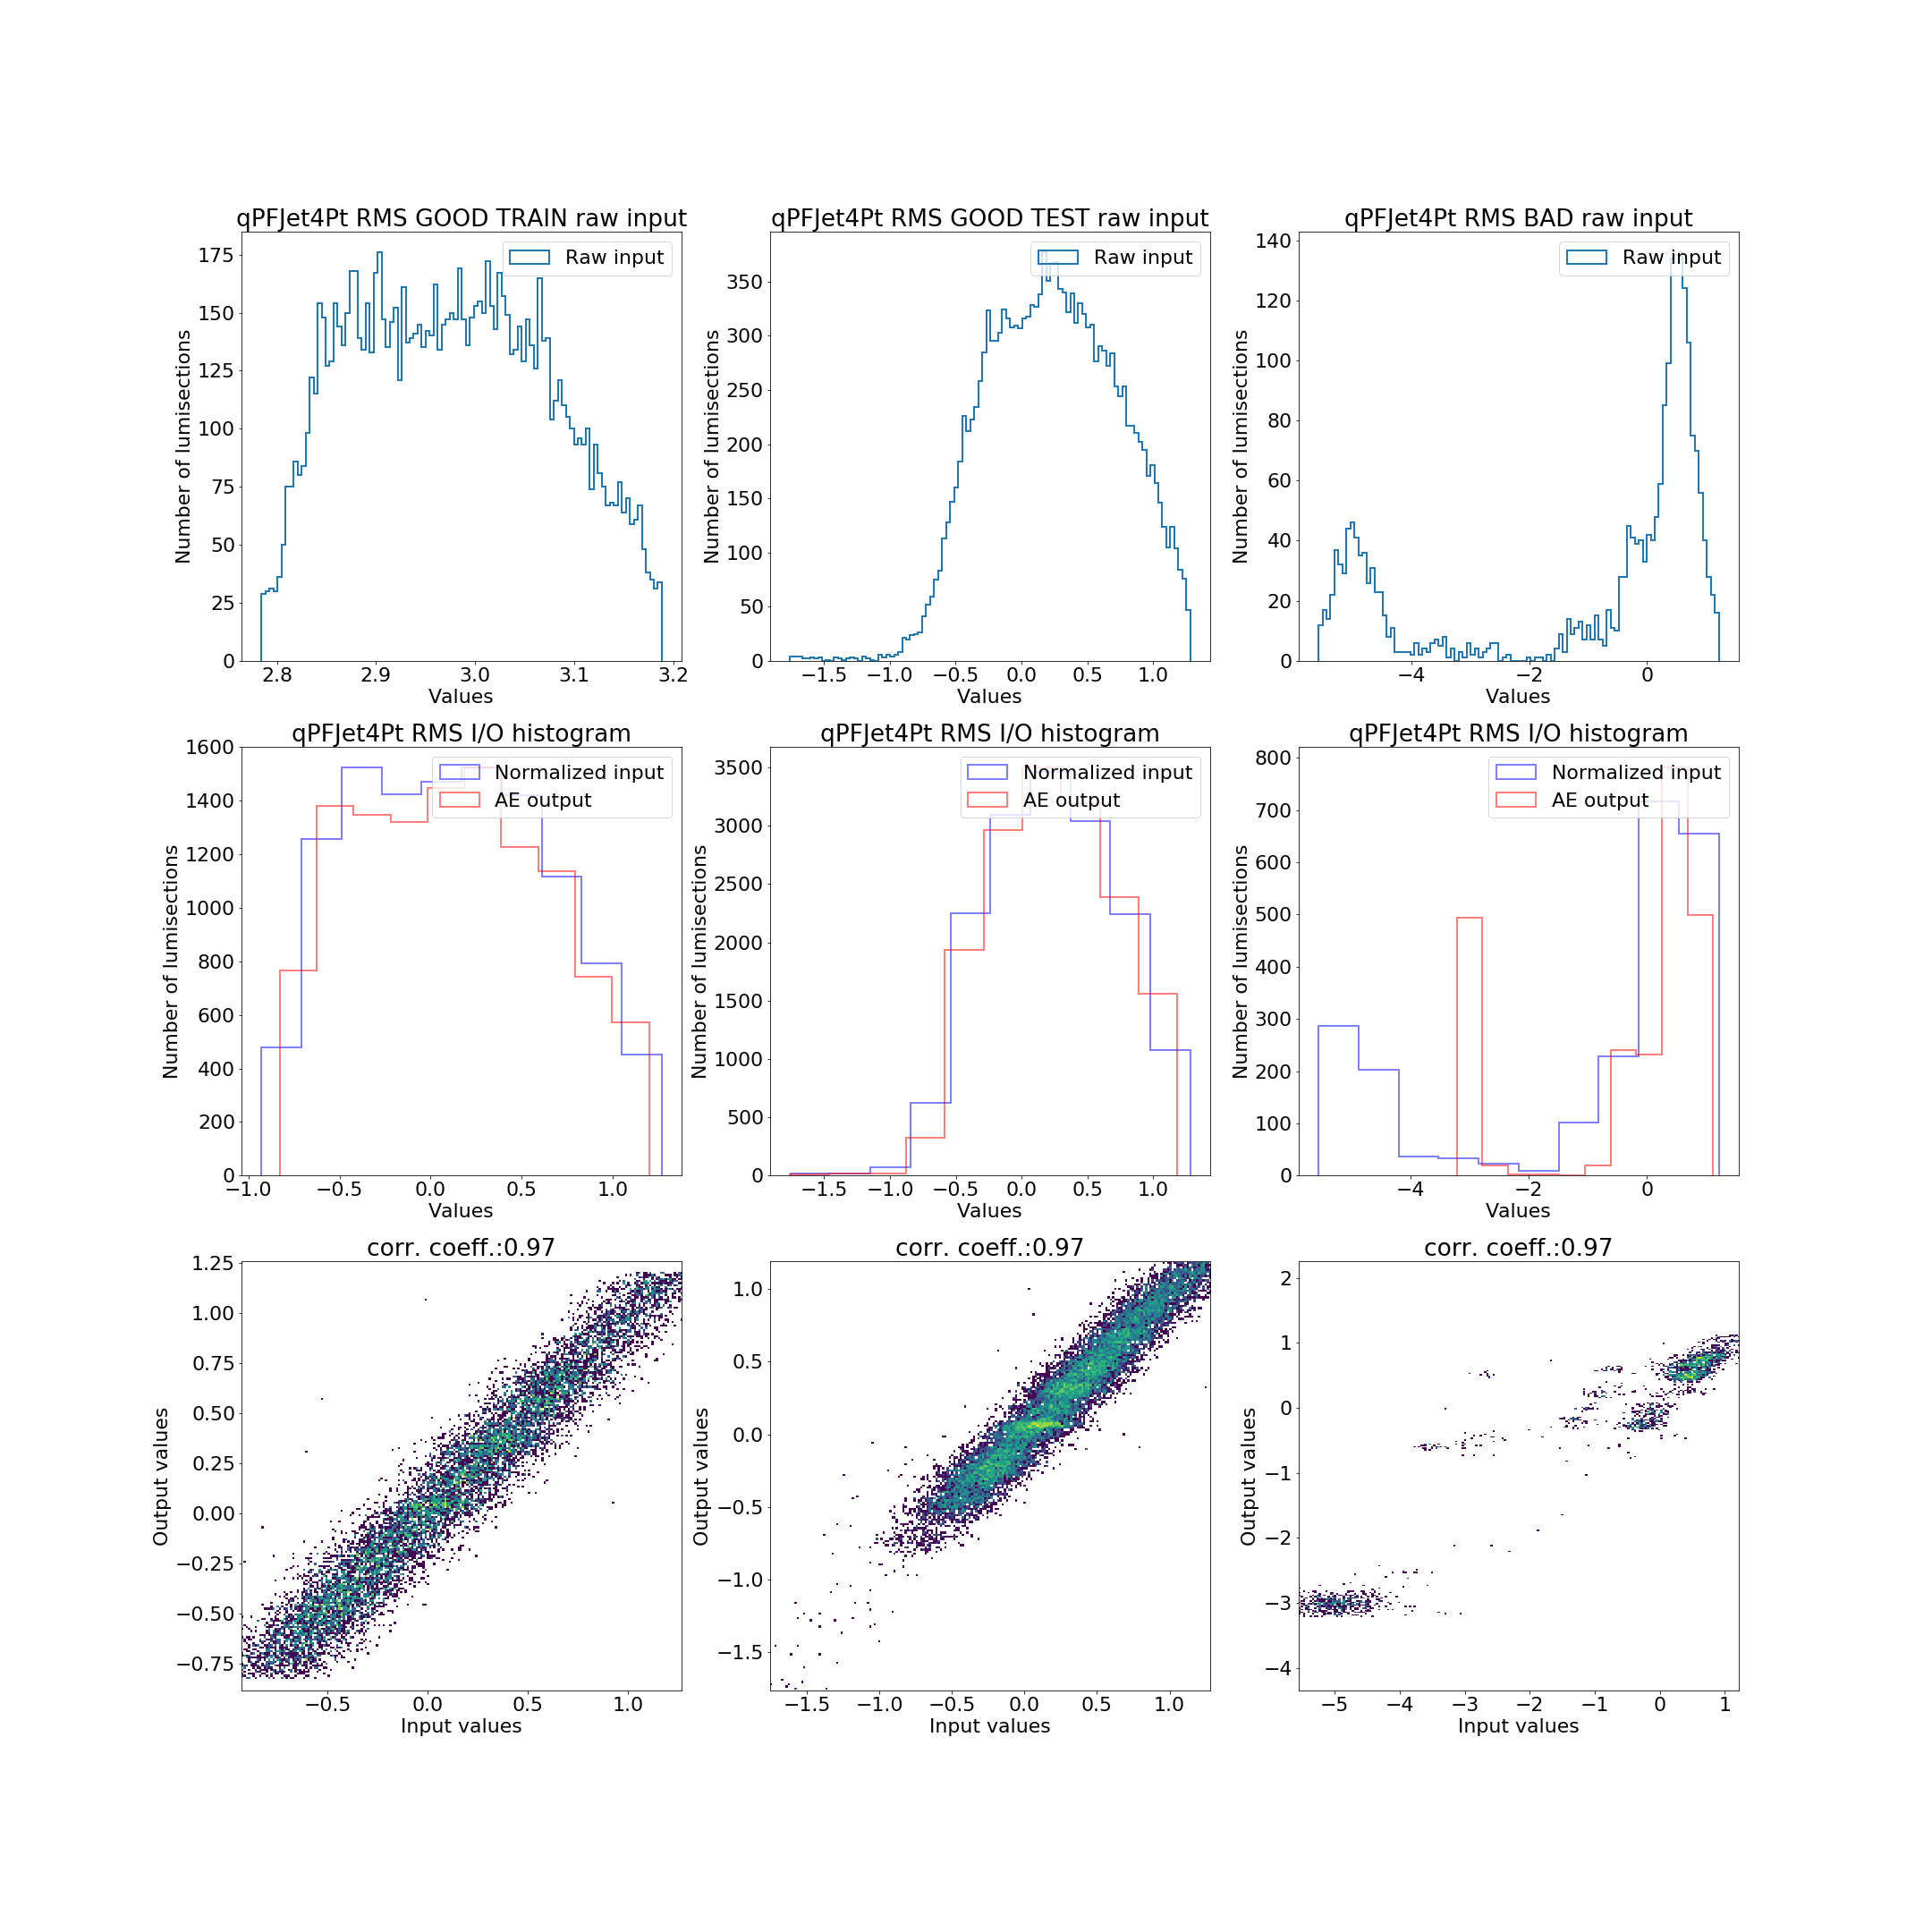 qPFJet4Pt RMS GOOD TRAIN raw input
qPFJet4Pt RMS GOOD TEST raw input
qPFJet4Pt RMS BAD raw input
Raw input
Raw input
Raw input
Number of lumisections
175
150
125
100
75
50
25
0
2.8 2.9 3.0 3.1 3.2
Values
Number of lumisections
350
300
250
200
150
100
50
0
−1.5 −1.0 −0.5 0.0 0.5 1.0
Values
Number of lumisections
140
120
100
80
60
40
20
0
−4 −2 0
Values
qPFJet4Pt RMS I/O histogram
qPFJet4Pt RMS I/O histogram
qPFJet4Pt RMS I/O histogram
Normalized input
AE output
Normalized input
AE output
Normalized input
AE output
Number of lumisections
1600
1400
1200
1000
800
600
400
200
0
−1.0 −0.5 0.0 0.5 1.0
Values
Number of lumisections
3500
3000
2500
2000
1500
1000
500
0
−1.5 −1.0 −0.5 0.0 0.5 1.0
Values
Number of lumisections
800
700
600
500
400
300
200
100
0
−4 −2 0
Values
corr. coeff.:0.97
corr. coeff.:0.97
corr. coeff.:0.97
Output values
1.25
1.00
0.75
0.50
0.25
0.00
−0.25
−0.50
−0.75
−0.5 0.0 0.5 1.0
Input values
Output values
1.0
0.5
0.0
−0.5
−1.0
−1.5
−1.5 −1.0 −0.5 0.0 0.5 1.0
Input values
Output values
2
1
0
−1
−2
−3
−4
−5 −4 −3 −2 −1 0 1
Input values